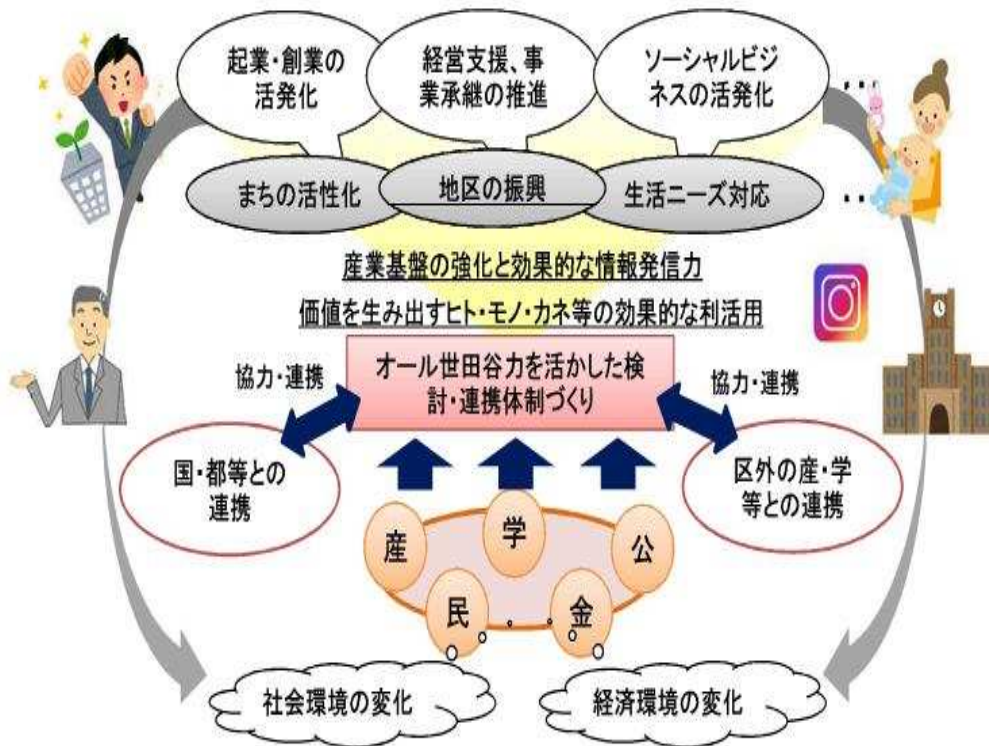 起業・創業の
活発化
経営支援、事
業承継の推進
ソーシャルビジ
ネスの活発化
…
まちの活性化
地区の振興
生活ニーズ対応
…
産業基盤の強化と効果的な情報発信力
価値を生み出すヒト・モノ・カネ等の効果的な利活用
オール世田谷力を活かした検
討・連携体制づくり
協力・連携
協力・連携
国・都等との
連携
区外の産・学
等との連携
産
学
公
民
金
社会環境の変化
経済環境の変化